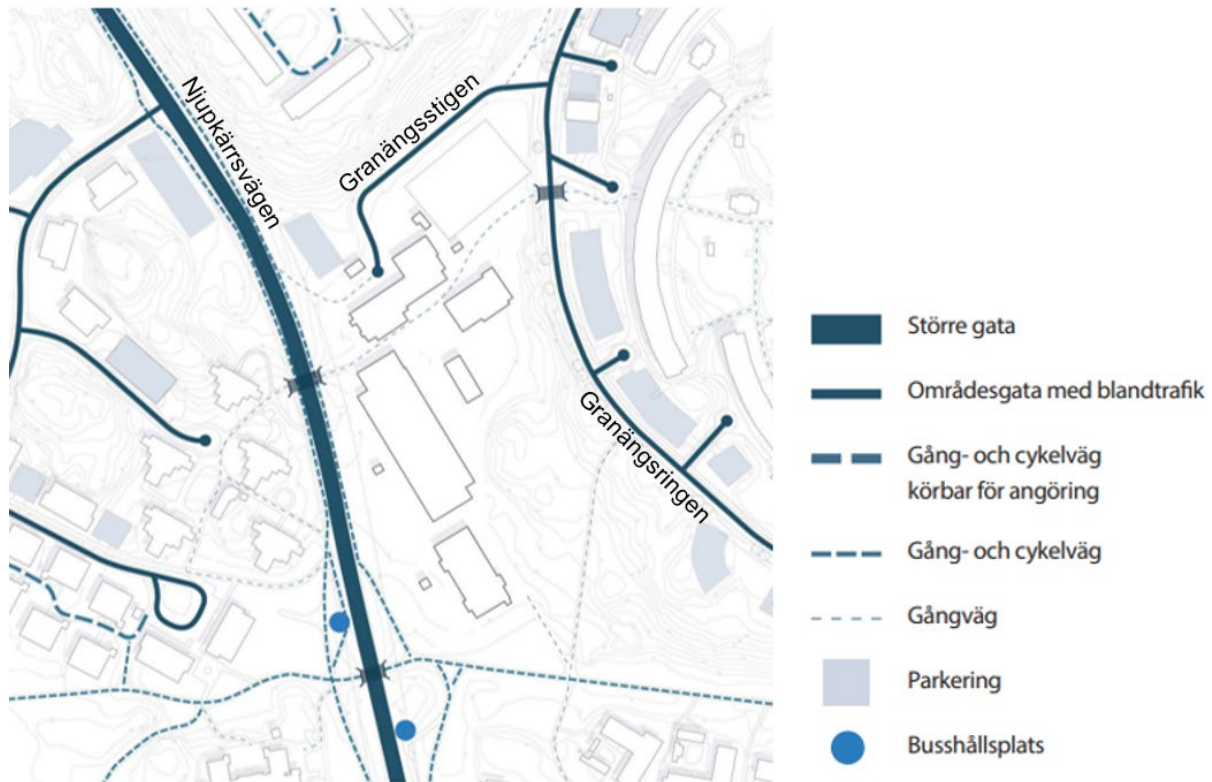 Njupkärrsvägen
Granängsstigen
Granängsringen
Större gata
Områdesgata med blandtrafik
Gång- och cykelväg
körbar för angöring
Gång- och cykelväg
Gångväg
Parkering
Busshållsplats